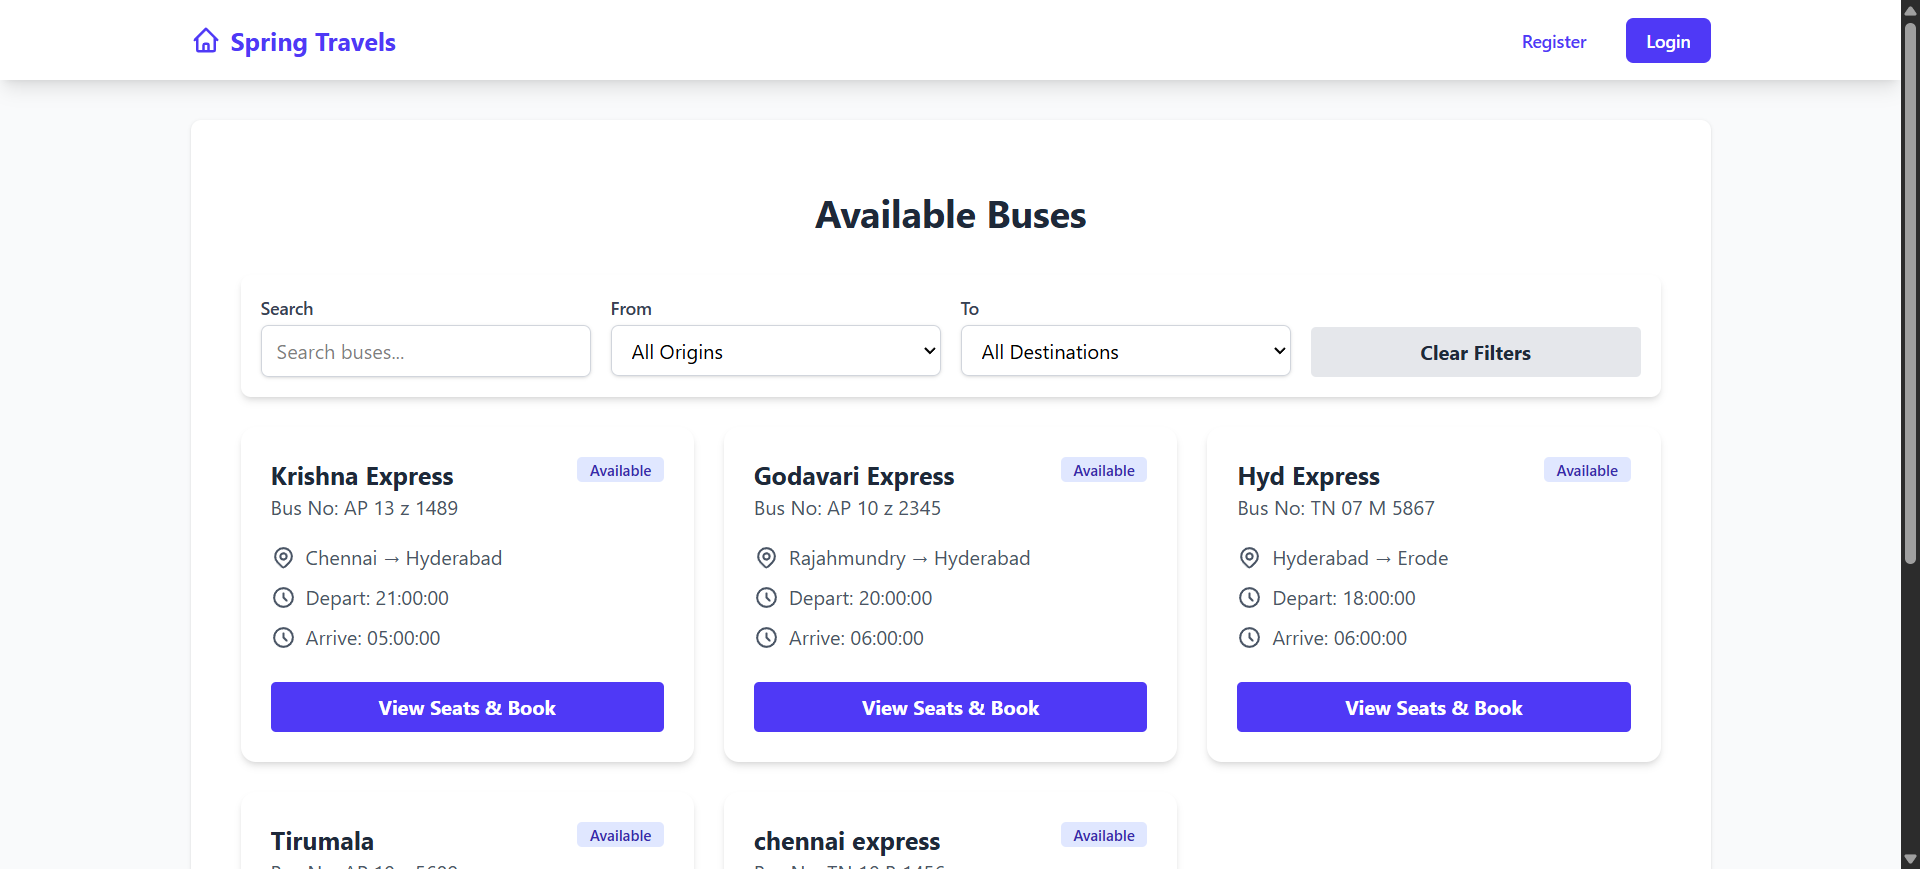 Spring Travels
Register
Login
Available Buses
Search
From
To
Search buses...
All Origins
All Destinations
Clear Filters
Krishna Express
Available
Bus No: AP 13 z 1489
Chennai → Hyderabad
Depart: 21:00:00
Arrive: 05:00:00
View Seats & Book
Godavari Express
Available
Bus No: AP 10 z 2345
Rajahmundry → Hyderabad
Depart: 20:00:00
Arrive: 06:00:00
View Seats & Book
Hyd Express
Available
Bus No: TN 07 M 5867
Hyderabad → Erode
Depart: 18:00:00
Arrive: 06:00:00
View Seats & Book
Tirumala
Available
chennai express
Available